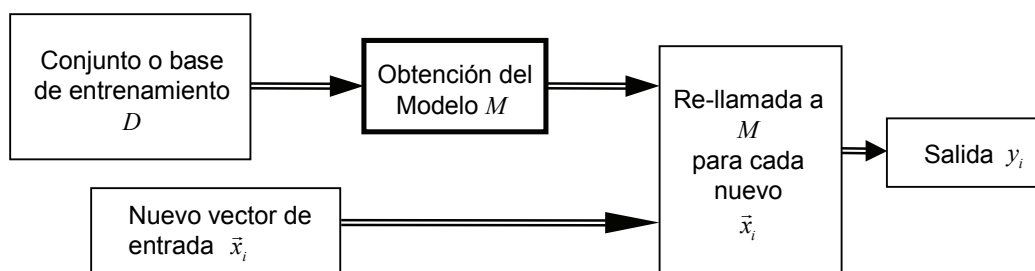 Conjunto o base
de entrenamiento
D
Obtención del
Modelo M
Re-llamada a
M
para cada
nuevo
x⃗ᵢ
Salida yᵢ
Nuevo vector de
entrada x⃗ᵢ